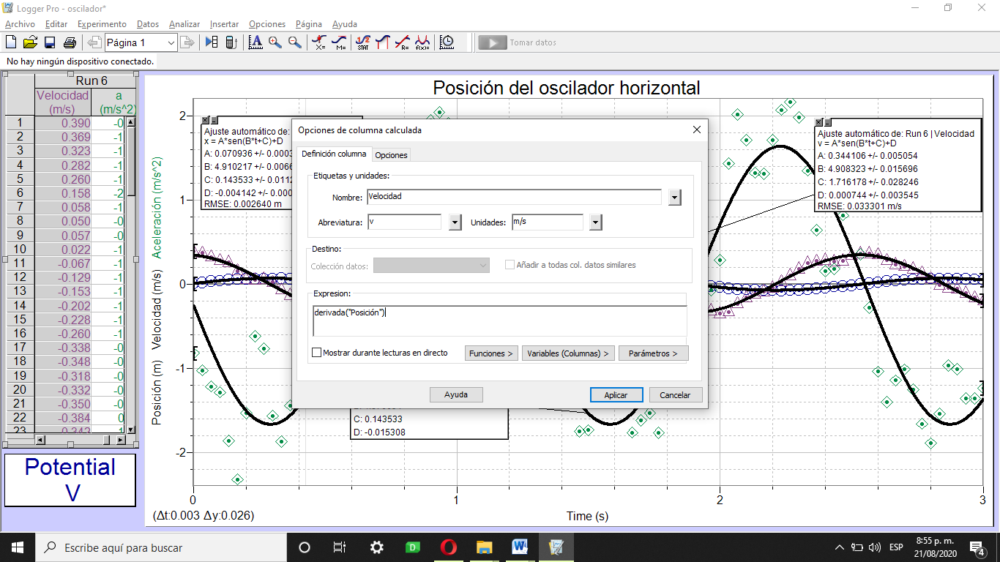 Logger Pro - oscilador*
Archivo Editar Experimento Datos Analizar Insertar Opciones Página Ayuda
Página 1
Tomar datos
No hay ningún dispositivo conectado.
Run 6
Velocidad (m/s) a (m/s^2)
1 0.390 -0
2 0.369 -1
3 0.323 -1
4 0.282 -1
5 0.260 -1
6 0.158 -2
7 0.058 -1
8 0.050 -0
9 0.057 -0
10 0.022 -1
11 -0.067 -1
12 -0.129 -1
13 -0.153 -1
14 -0.202 -1
15 -0.228 -1
16 -0.260 -1
17 -0.338 -0
18 -0.348 -0
19 -0.318 -0
20 -0.332 -0
21 -0.350 -0
22 -0.384 0
23 -0.342 1
Potential
V
Posición del oscilador horizontal
Posición (m) Velocidad (m/s) Aceleración (m/s^2)
2
1
0
-1
-2
0 1 2 3
(Δt:0.003 Δy:0.026)
Time (s)
Ajuste automático de:
x = A*sen(B*t+C)+D
A: 0.070936 +/- 0.0003
B: 4.910217 +/- 0.0066
C: 0.143533 +/- 0.0112
D: -0.004142 +/- 0.000
RMSE: 0.002640 m
Opciones de columna calculada
Definición columna
Opciones
Etiquetas y unidades:
Nombre: Velocidad
Abreviatura: v Unidades: m/s
Destino:
Colección datos:
Añadir a todas col. datos similares
Expresion:
derivada("Posición")
Mostrar durante lecturas en directo
Funciones > Variables (Columnas) > Parámetros >
Ayuda Aplicar Cancelar
C: 0.143533
D: -0.015308
Ajuste automático de: Run 6 | Velocidad
v = A*sen(B*t+C)+D
A: 0.344106 +/- 0.005054
B: 4.908323 +/- 0.015696
C: 1.716178 +/- 0.028246
D: 0.000744 +/- 0.003545
RMSE: 0.033301 m/s
Escribe aquí para buscar
ESP
8:55 p. m.
21/08/2020
4